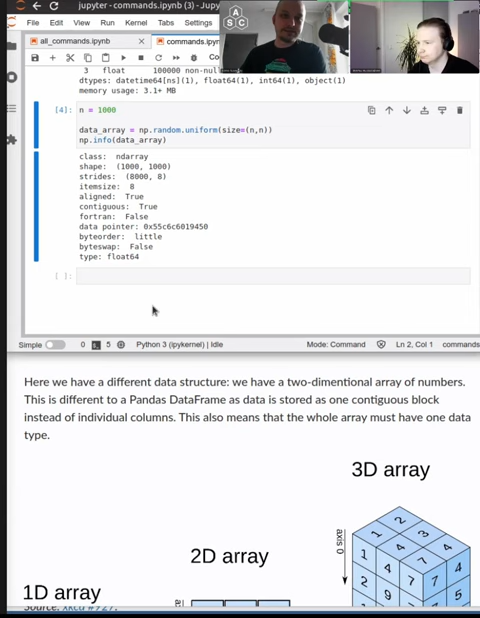 jupyter - commands.ipynb (3) - Jupy
File Edit View Run Kernel Tabs Settings
A
S C
all_commands.ipynb
commands.ipyn
Co
3 float 100000 non-null
dtypes: datetime64[ns](1), float64(1), int64(1), object(1)
memory usage: 3.1+ MB
[4]:
n = 1000
data_array = np.random.uniform(size=(n,n))
np.info(data_array)
class: ndarray
shape: (1000, 1000)
strides: (8000, 8)
itemsize: 8
aligned: True
contiguous: True
fortran: False
data pointer: 0x55c6c6019450
byteorder: little
byteswap: False
type: float64
[ ]:
Simple 0 5 Python 3 (ipykernel) | Idle Mode: Command Ln 2, Col 1 commands
Here we have a different data structure: we have a two-dimentional array of numbers.
This is different to a Pandas DataFrame as data is stored as one contiguous block
instead of individual columns. This also means that the whole array must have one data
type.
3D array
2D array
1D array
axis 0
1 2
4 3
1 4 7 4
2 9 7 7 4
5
Source: xkcd #927.